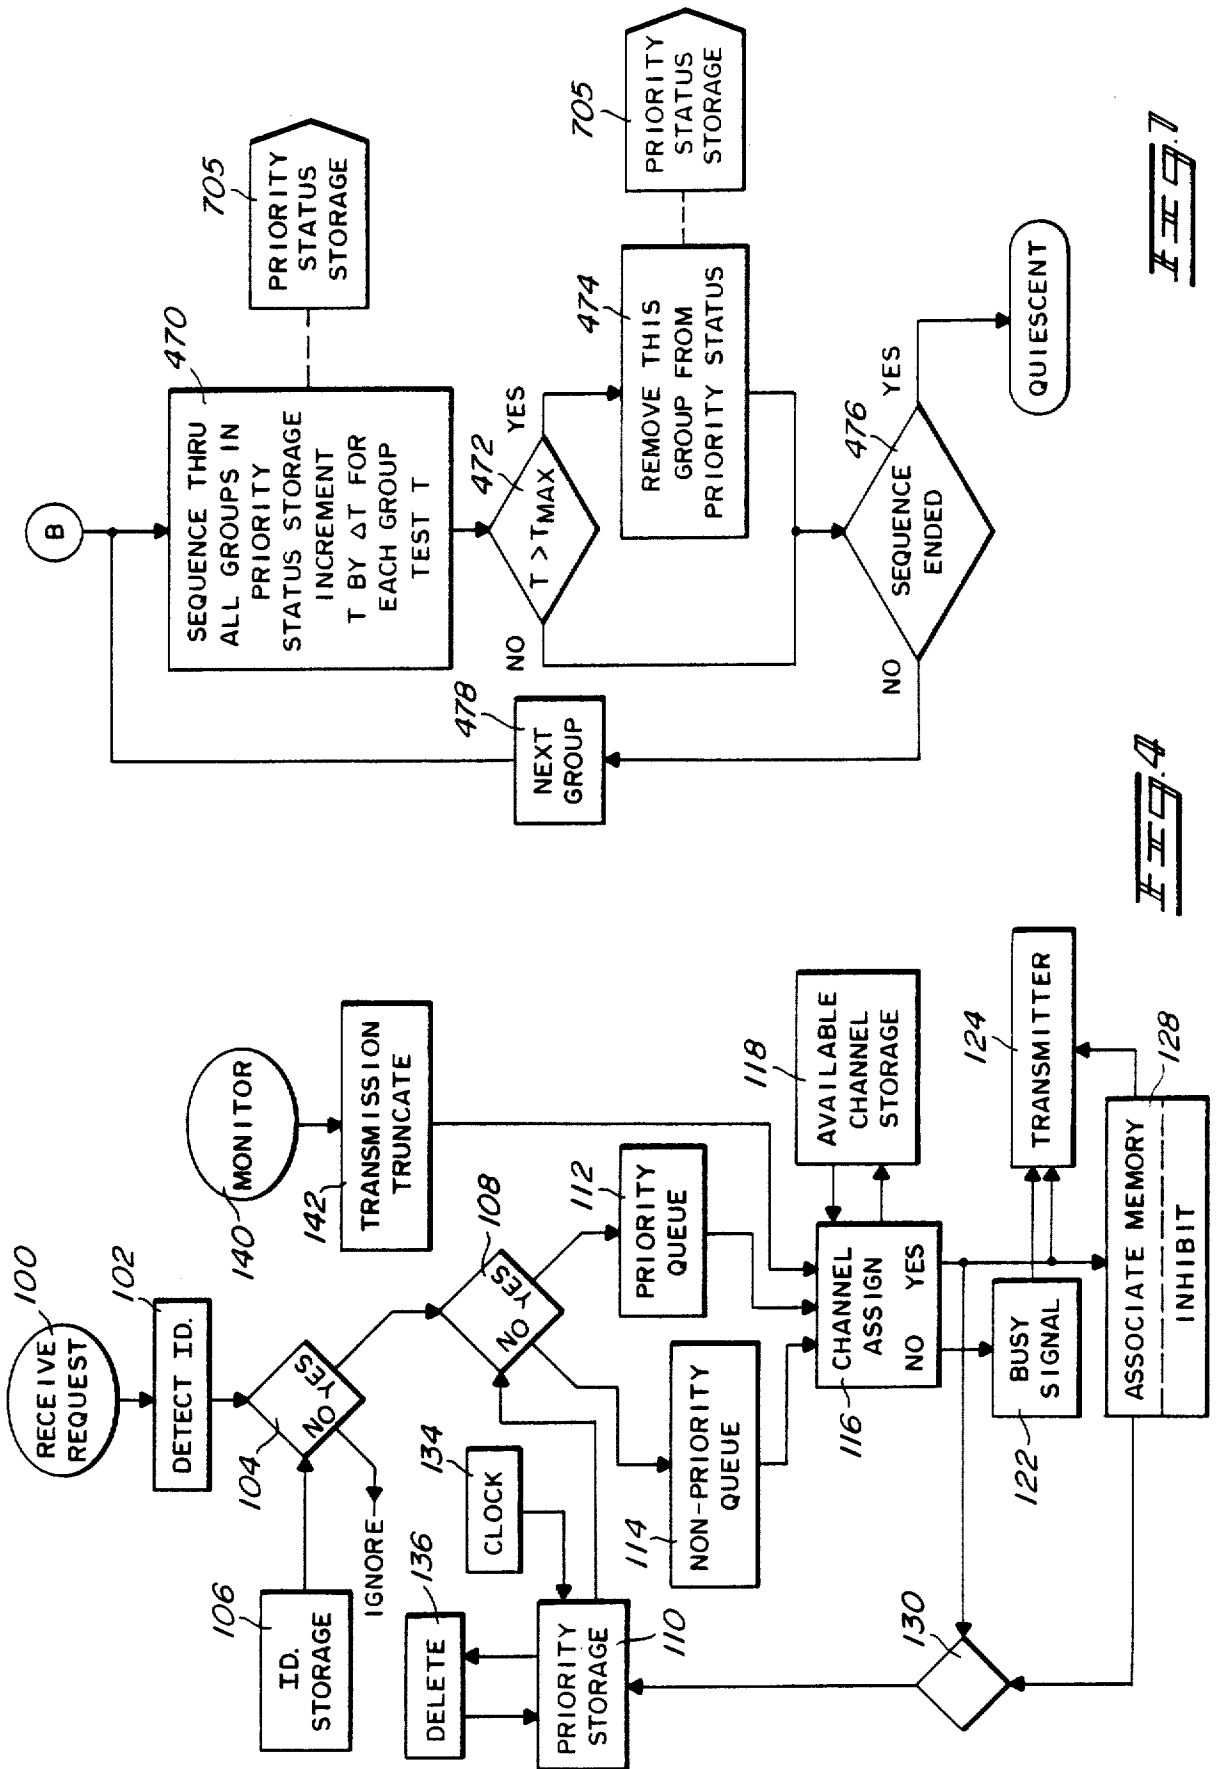 100
RECEIVE
REQUEST
102
DETECT ID.
104
YES
NO
106
ID.
STORAGE
IGNORE
140
MONITOR
142
TRANSMISSION
TRUNCATE
108
YES
NO
134
CLOCK
136
DELETE
PRIORITY
STORAGE
110
112
PRIORITY
QUEUE
114
NON-PRIORITY
QUEUE
116
CHANNEL
ASSIGN
NO YES
118
AVAILABLE
CHANNEL
STORAGE
122
BUSY
SIGNAL
124
TRANSMITTER
128
ASSOCIATE MEMORY
INHIBIT
130
FIG. 4
B
470
SEQUENCE THRU
ALL GROUPS IN
PRIORITY
STATUS STORAGE
INCREMENT
T BY ΔT FOR
EACH GROUP
TEST T
705
PRIORITY
STATUS
STORAGE
472
T > TMAX
YES
NO
474
REMOVE THIS
GROUP FROM
PRIORITY STATUS
705
PRIORITY
STATUS
STORAGE
476
SEQUENCE
ENDED
YES
NO
478
NEXT
GROUP
QUIESCENT
FIG. 7